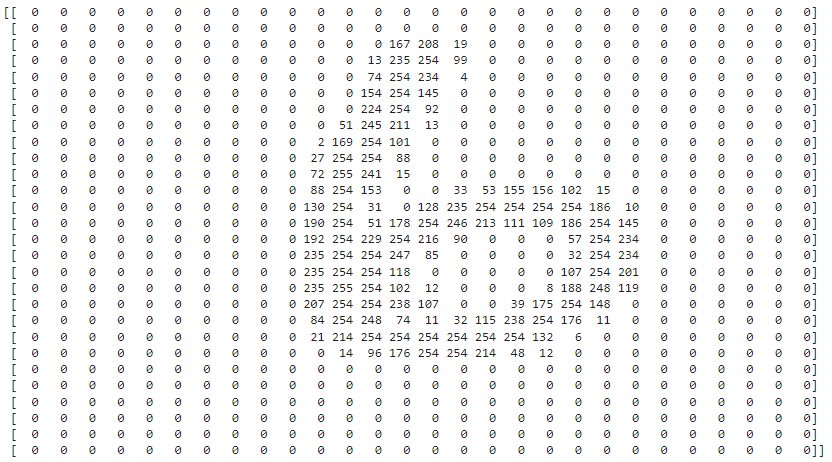 [[ 0 0 0 0 0 0 0 0 0 0 0 0 0 0 0 0 0 0 0 0 0 0 0 0 0 0 0 0]
[ 0 0 0 0 0 0 0 0 0 0 0 0 0 0 0 0 0 0 0 0 0 0 0 0 0 0 0 0]
[ 0 0 0 0 0 0 0 0 0 0 0 0 0 167 208 19 0 0 0 0 0 0 0 0 0 0 0 0]
[ 0 0 0 0 0 0 0 0 0 0 0 0 13 235 254 99 0 0 0 0 0 0 0 0 0 0 0 0]
[ 0 0 0 0 0 0 0 0 0 0 0 0 74 254 234 4 0 0 0 0 0 0 0 0 0 0 0 0]
[ 0 0 0 0 0 0 0 0 0 0 0 0 154 254 145 0 0 0 0 0 0 0 0 0 0 0 0 0]
[ 0 0 0 0 0 0 0 0 0 0 0 0 224 254 92 0 0 0 0 0 0 0 0 0 0 0 0 0]
[ 0 0 0 0 0 0 0 0 0 0 0 51 245 211 13 0 0 0 0 0 0 0 0 0 0 0 0 0]
[ 0 0 0 0 0 0 0 0 0 0 2 169 254 101 0 0 0 0 0 0 0 0 0 0 0 0 0 0]
[ 0 0 0 0 0 0 0 0 0 0 27 254 254 88 0 0 0 0 0 0 0 0 0 0 0 0 0 0]
[ 0 0 0 0 0 0 0 0 0 0 72 255 241 15 0 0 0 0 0 0 0 0 0 0 0 0 0 0]
[ 0 0 0 0 0 0 0 0 0 0 88 254 153 0 0 33 53 155 156 102 15 0 0 0 0 0 0 0]
[ 0 0 0 0 0 0 0 0 0 0 130 254 31 0 128 235 254 254 254 254 186 10 0 0 0 0 0 0]
[ 0 0 0 0 0 0 0 0 0 0 190 254 51 178 254 246 213 111 109 186 254 145 0 0 0 0 0 0]
[ 0 0 0 0 0 0 0 0 0 0 192 254 229 254 216 90 0 0 0 57 254 234 0 0 0 0 0 0]
[ 0 0 0 0 0 0 0 0 0 0 235 254 254 247 85 0 0 0 0 32 254 234 0 0 0 0 0 0]
[ 0 0 0 0 0 0 0 0 0 0 235 254 254 118 0 0 0 0 0 107 254 201 0 0 0 0 0 0]
[ 0 0 0 0 0 0 0 0 0 0 235 255 254 102 12 0 0 0 8 188 248 119 0 0 0 0 0 0]
[ 0 0 0 0 0 0 0 0 0 0 207 254 254 238 107 0 0 39 175 254 148 0 0 0 0 0 0 0]
[ 0 0 0 0 0 0 0 0 0 0 84 254 248 74 11 32 115 238 254 176 11 0 0 0 0 0 0 0]
[ 0 0 0 0 0 0 0 0 0 0 21 214 254 254 254 254 254 254 132 6 0 0 0 0 0 0 0 0]
[ 0 0 0 0 0 0 0 0 0 0 0 14 96 176 254 254 214 48 12 0 0 0 0 0 0 0 0 0]
[ 0 0 0 0 0 0 0 0 0 0 0 0 0 0 0 0 0 0 0 0 0 0 0 0 0 0 0 0]
[ 0 0 0 0 0 0 0 0 0 0 0 0 0 0 0 0 0 0 0 0 0 0 0 0 0 0 0 0]
[ 0 0 0 0 0 0 0 0 0 0 0 0 0 0 0 0 0 0 0 0 0 0 0 0 0 0 0 0]
[ 0 0 0 0 0 0 0 0 0 0 0 0 0 0 0 0 0 0 0 0 0 0 0 0 0 0 0 0]
[ 0 0 0 0 0 0 0 0 0 0 0 0 0 0 0 0 0 0 0 0 0 0 0 0 0 0 0 0]
[ 0 0 0 0 0 0 0 0 0 0 0 0 0 0 0 0 0 0 0 0 0 0 0 0 0 0 0 0]]